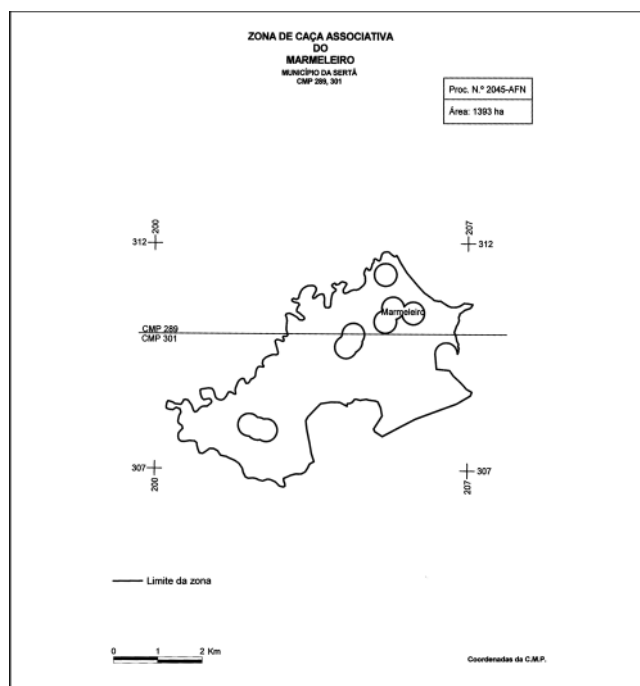 ZONA DE CAÇA ASSOCIATIVA
DO
MARMELEIRO
MUNICÍPIO DA SERTÃ
CMP 289, 301
Proc. N.º 2045-AFN
Área: 1393 ha
200
207
312
312
Marmeleiro
CMP 289
CMP 301
307
307
200
207
Limite da zona
0 1 2 Km
Coordenadas da C.M.P.